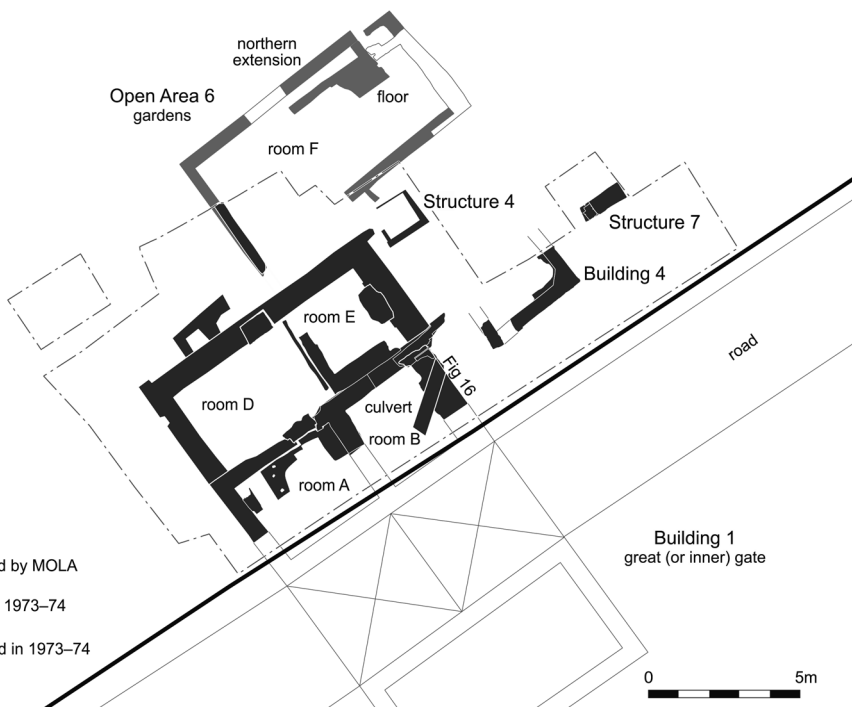 northern
extension
Open Area 6
gardens
floor
room F
Structure 4
Structure 7
Building 4
room E
road
Fig 16
room D
culvert
room B
room A
Building 1
great (or inner) gate
d by MOLA
1973–74
d in 1973–74
0 5m